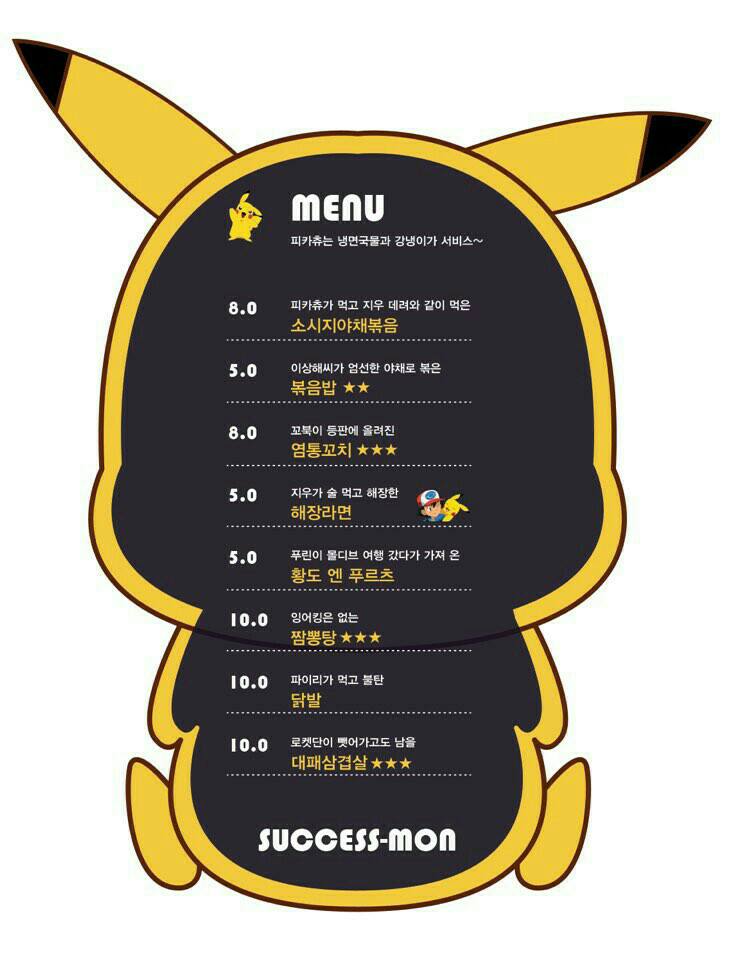 MENU
피카츄는 냉면국물과 강냉이가 서비스~
8.0 피카츄가 먹고 지우 데려와 같이 먹은
소시지야채볶음
5.0 이상해씨가 엄선한 야채로 볶은
볶음밥 ★★
8.0 꼬북이 등판에 올려진
염통꼬치 ★★★
5.0 지우가 술 먹고 해장한
해장라면
5.0 푸린이 몰디브 여행 갔다가 가져 온
황도 엔 푸르츠
10.0 잉어킹은 없는
짬뽕탕 ★★★
10.0 파이리가 먹고 불탄
닭발
10.0 로켓단이 뺏어가고도 남을
대패삼겹살 ★★★
SUCCESS-MON